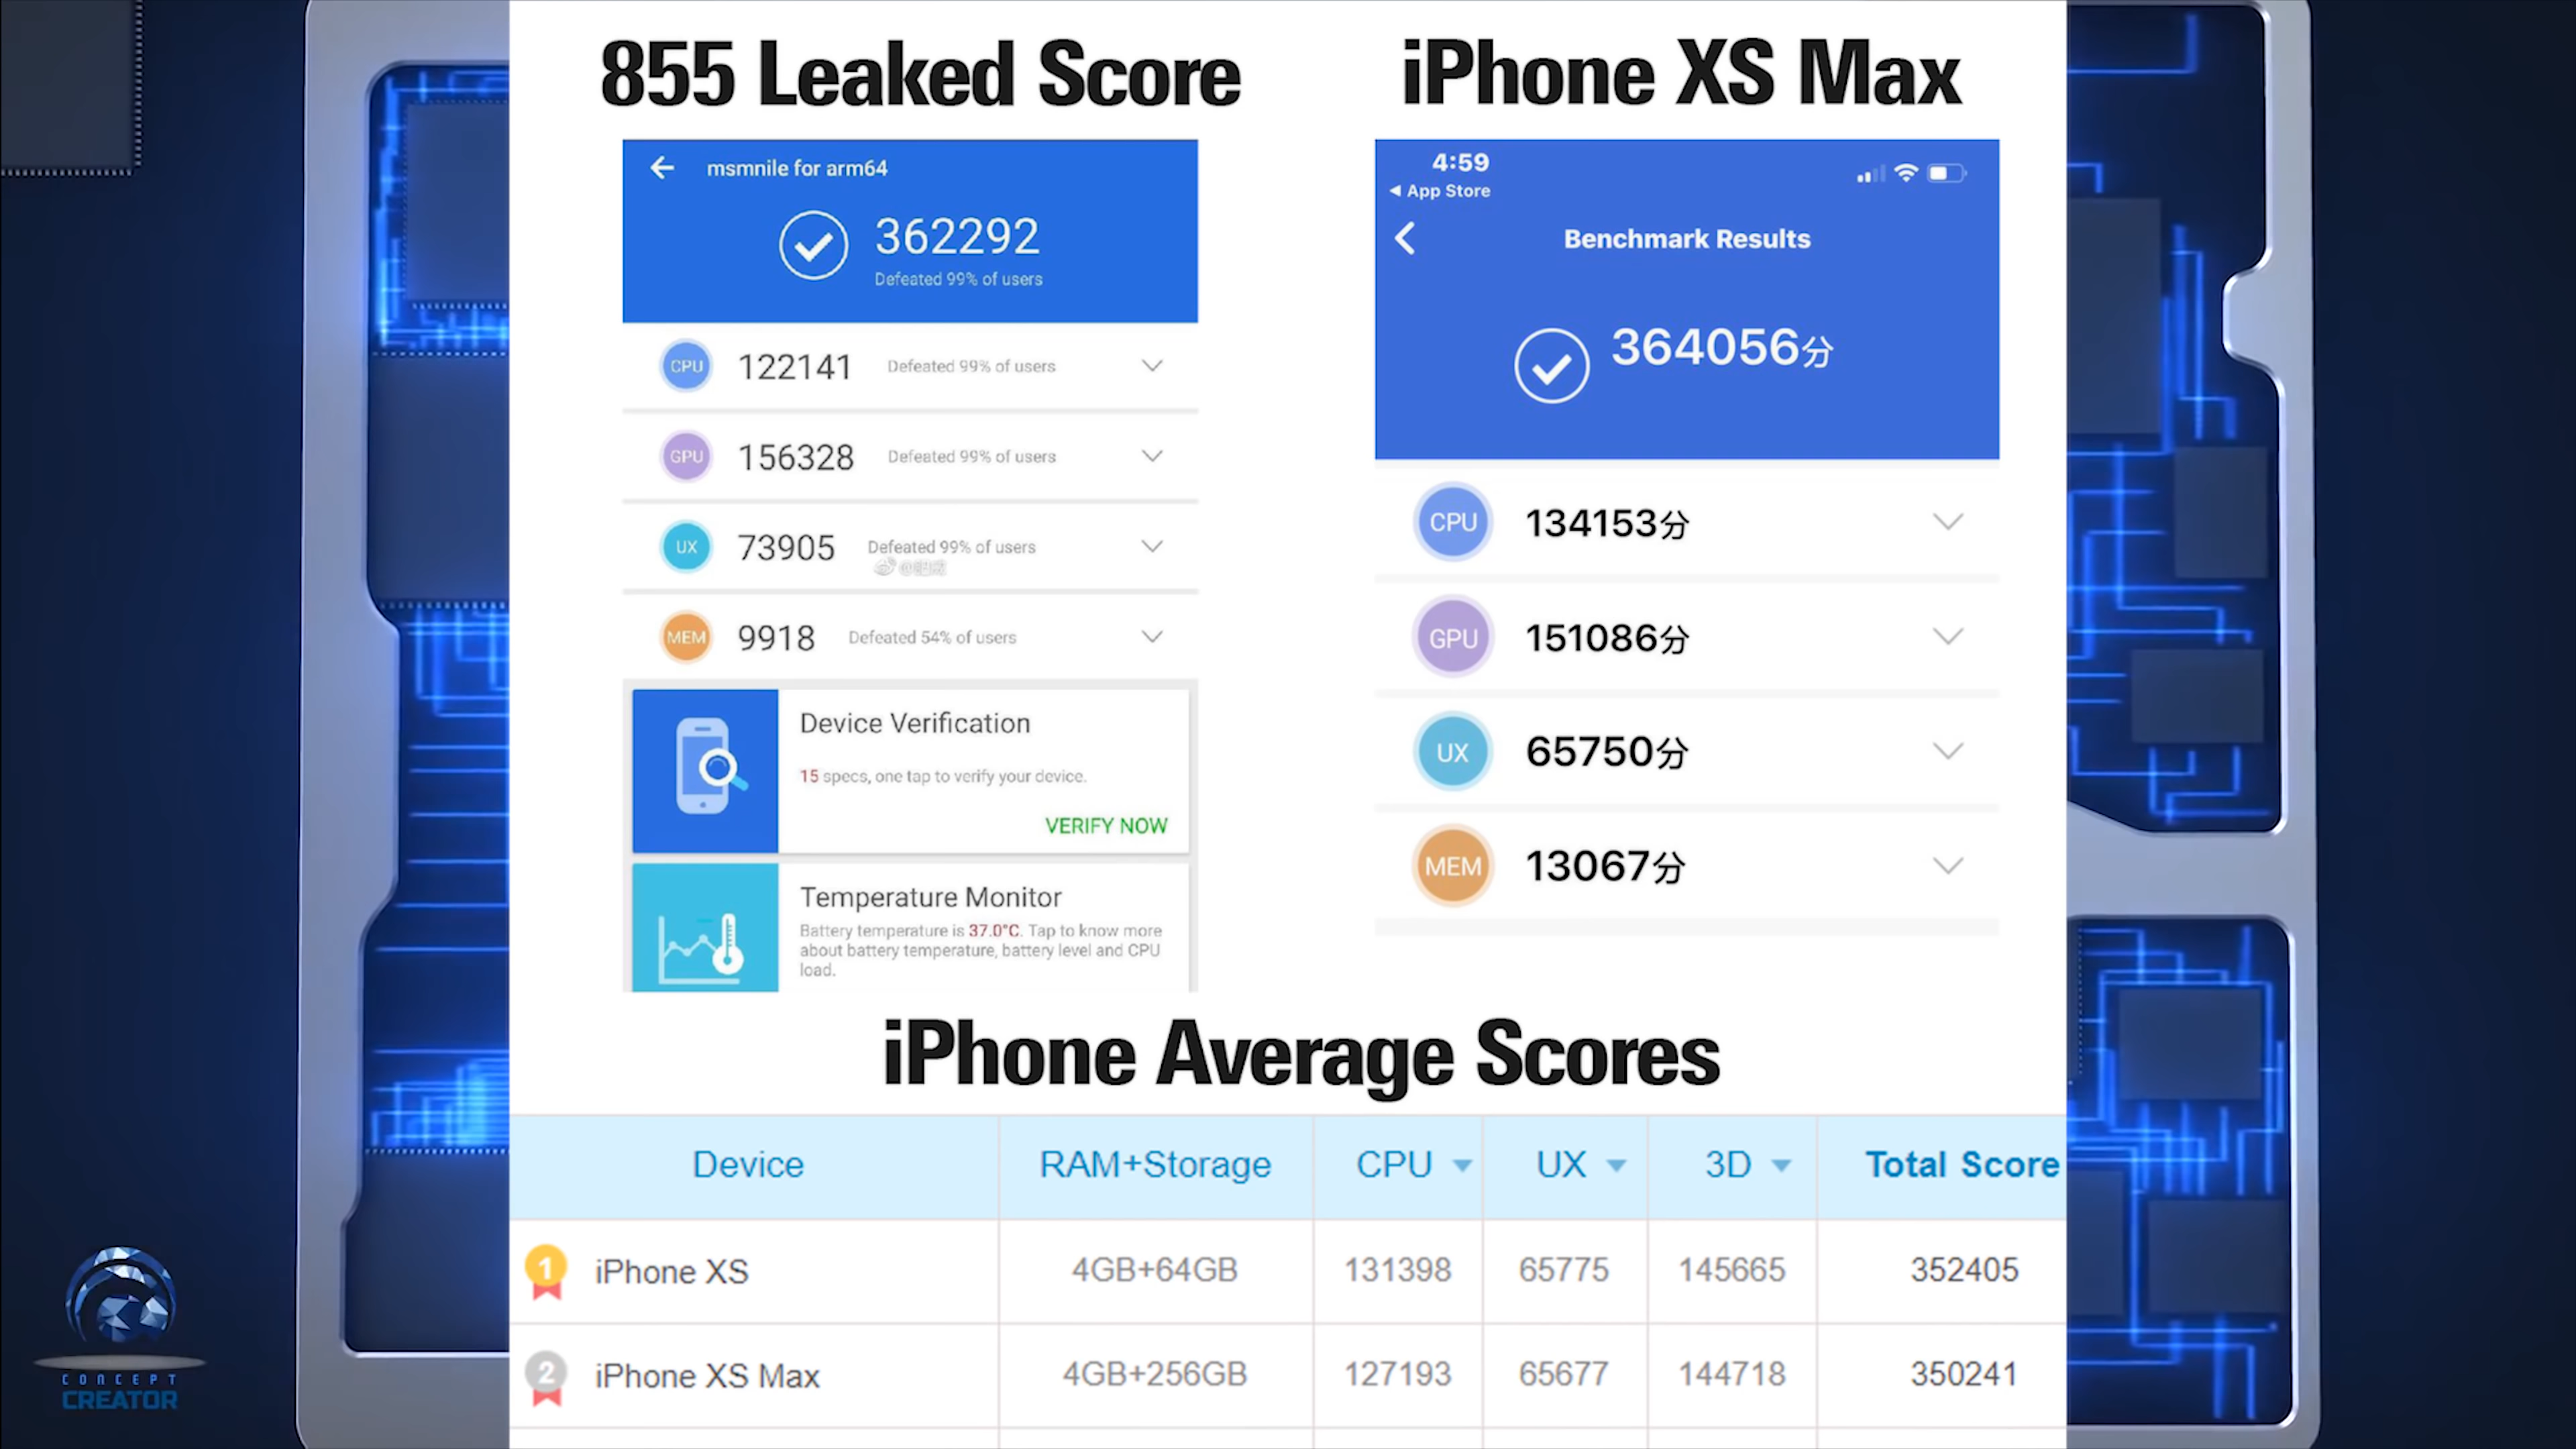 855 Leaked Score
msmnile for arm64
362292
Defeated 99% of users
CPU 122141 Defeated 99% of users
GPU 156328 Defeated 99% of users
UX 73905 Defeated 99% of users
MEM 9918 Defeated 54% of users
Device Verification
15 specs, one tap to verify your device.
VERIFY NOW
Temperature Monitor
Battery temperature is 37.0°C. Tap to know more
about battery temperature, battery level and CPU
load.
iPhone XS Max
4:59
App Store
Benchmark Results
364056分
CPU 134153分
GPU 151086分
UX 65750分
MEM 13067分
iPhone Average Scores
Device RAM+Storage CPU UX 3D Total Score
1 iPhone XS 4GB+64GB 131398 65775 145665 352405
2 iPhone XS Max 4GB+256GB 127193 65677 144718 350241
CONCEPT
CREATOR